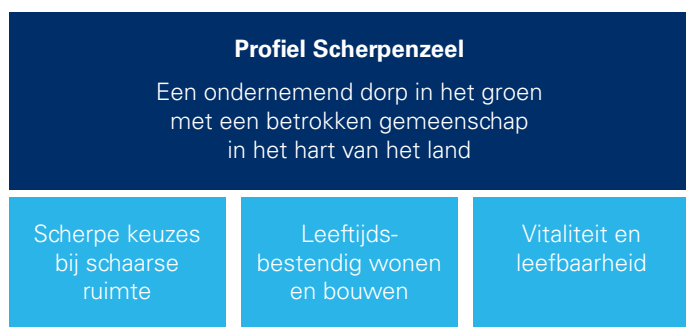 Profiel Scherpenzeel
Een ondernemend dorp in het groen
met een betrokken gemeenschap
in het hart van het land
Scherpe keuzes
bij schaarse
ruimte
Leeftijds-
bestendig wonen
en bouwen
Vitaliteit en
leefbaarheid